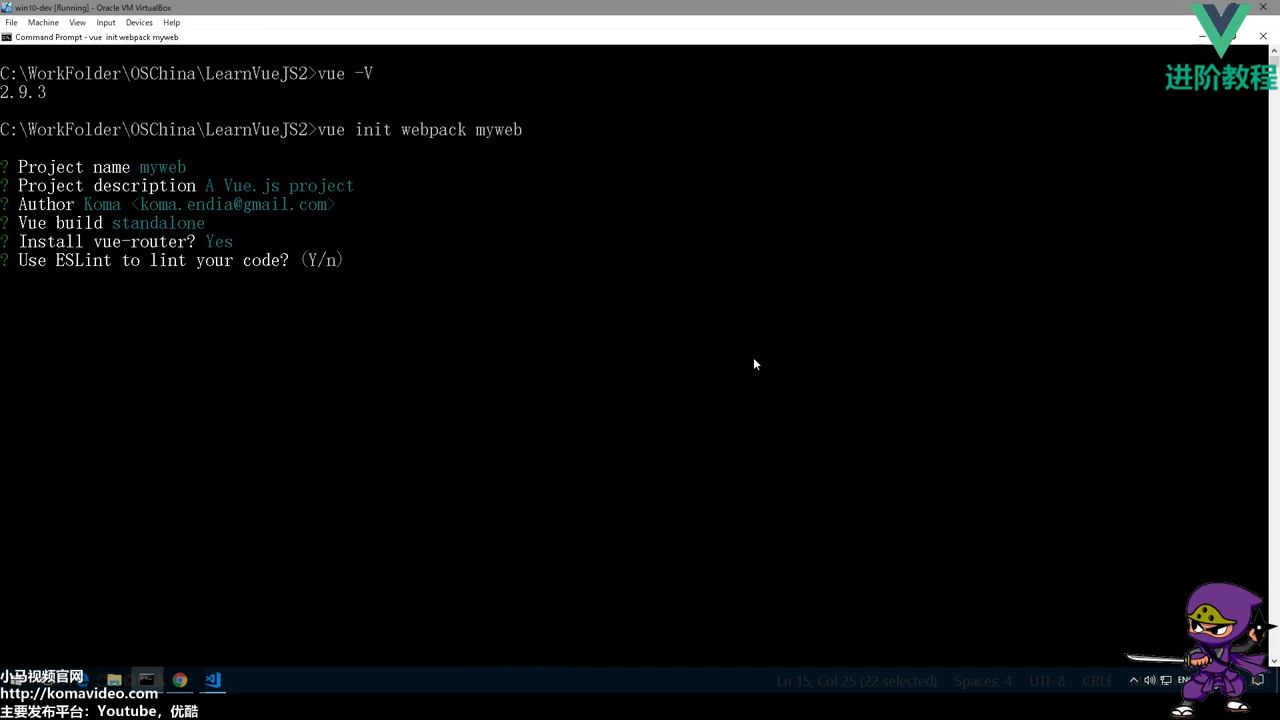 win10-dev [Running] - Oracle VM VirtualBox
File Machine View Input Devices Help
Command Prompt - vue init webpack myweb
进阶教程
C:\WorkFolder\OSChina\LearnVueJS2>vue -V
2.9.3
C:\WorkFolder\OSChina\LearnVueJS2>vue init webpack myweb
? Project name myweb
? Project description A Vue.js project
? Author Koma <koma.endia@gmail.com>
? Vue build standalone
? Install vue-router? Yes
? Use ESLint to lint your code? (Y/n)
小马视频官网
http://komavideo.com
主要发布平台：Youtube，优酷
Ln 15, Col 25 (22 selected) Spaces: 4 UTF-8 CRLF